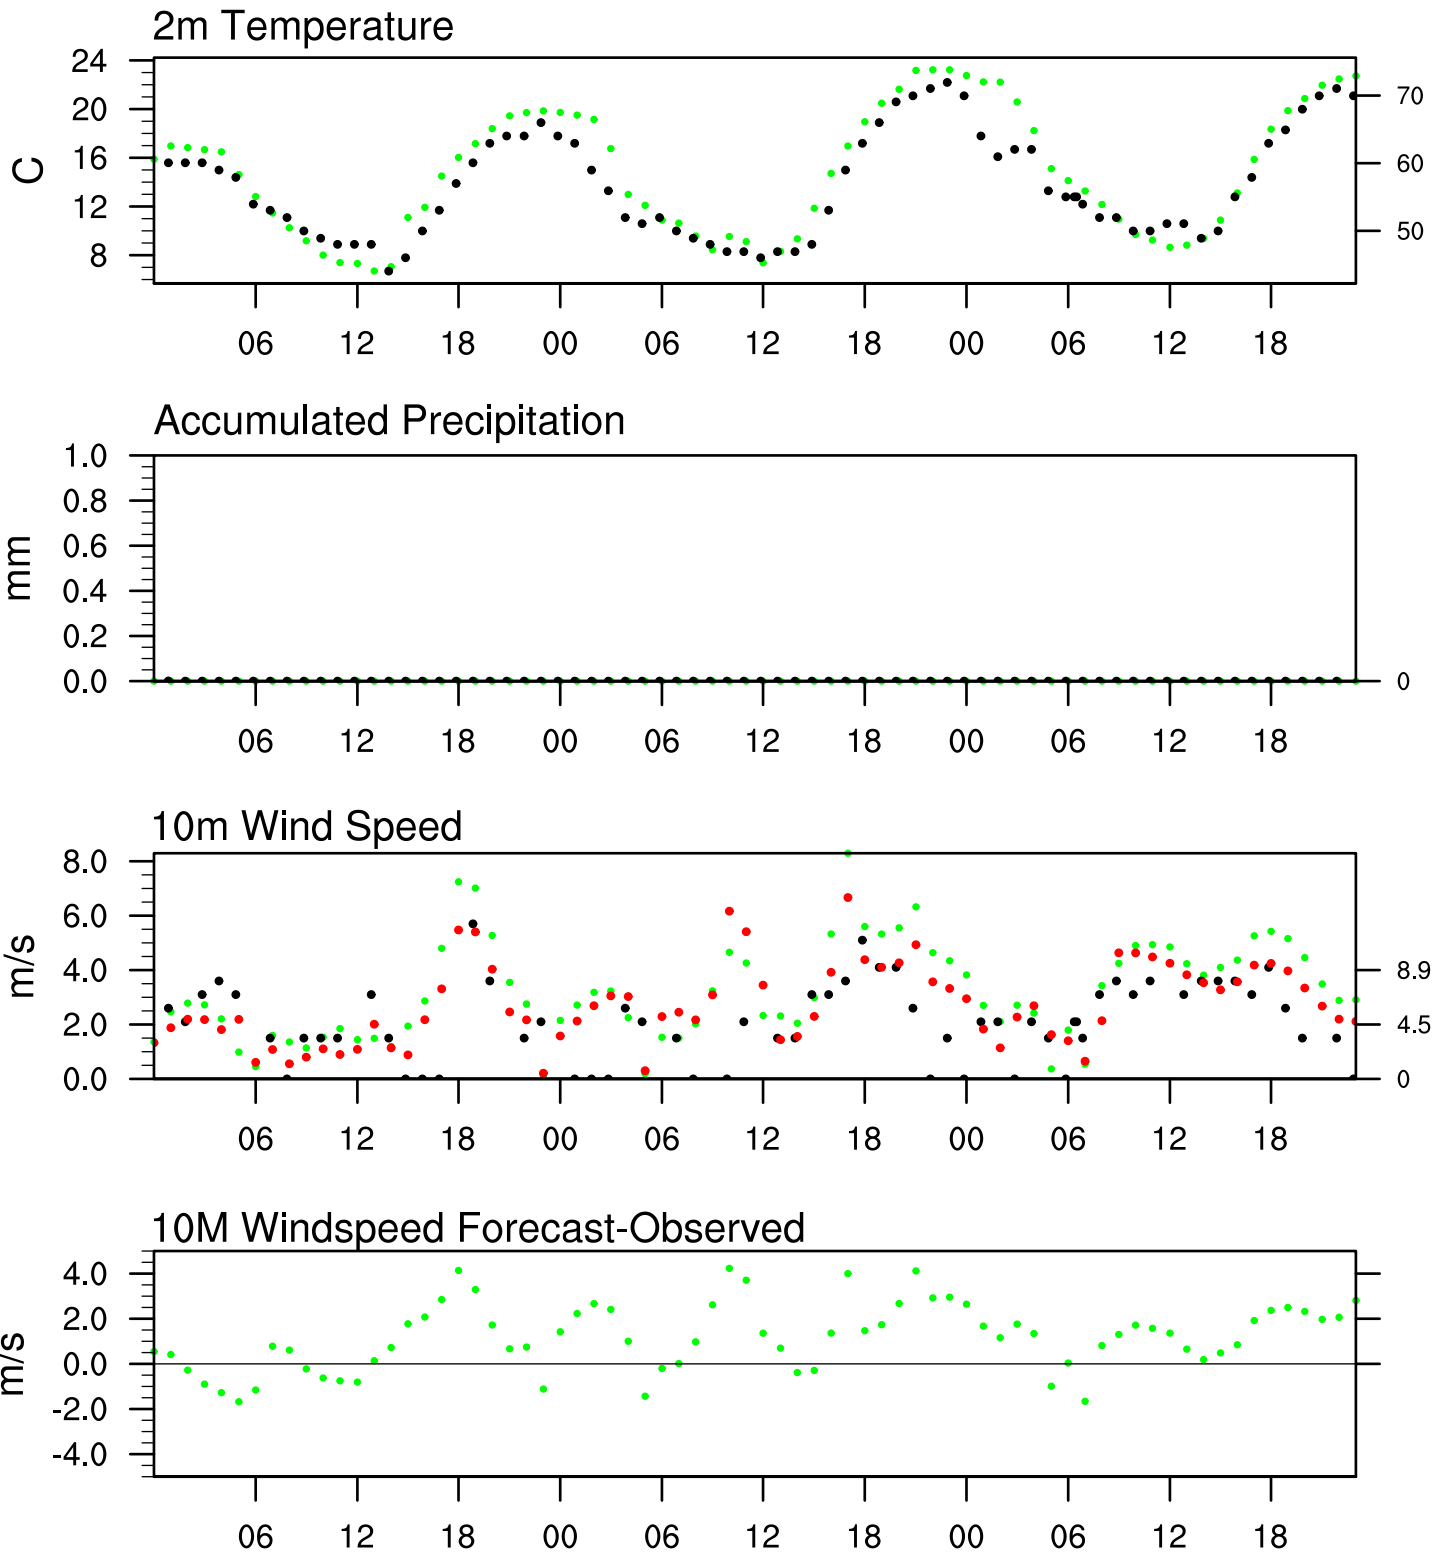 2m Temperature
24
20
16
12
8
C
70
60
50
06 12 18 00 06 12 18 00 06 12 18
Accumulated Precipitation
1.0
0.8
0.6
0.4
0.2
0.0
mm
0
06 12 18 00 06 12 18 00 06 12 18
10m Wind Speed
8.0
6.0
4.0
2.0
0.0
m/s
8.9
4.5
0
06 12 18 00 06 12 18 00 06 12 18
10M Windspeed Forecast-Observed
4.0
2.0
0.0
-2.0
-4.0
m/s
06 12 18 00 06 12 18 00 06 12 18